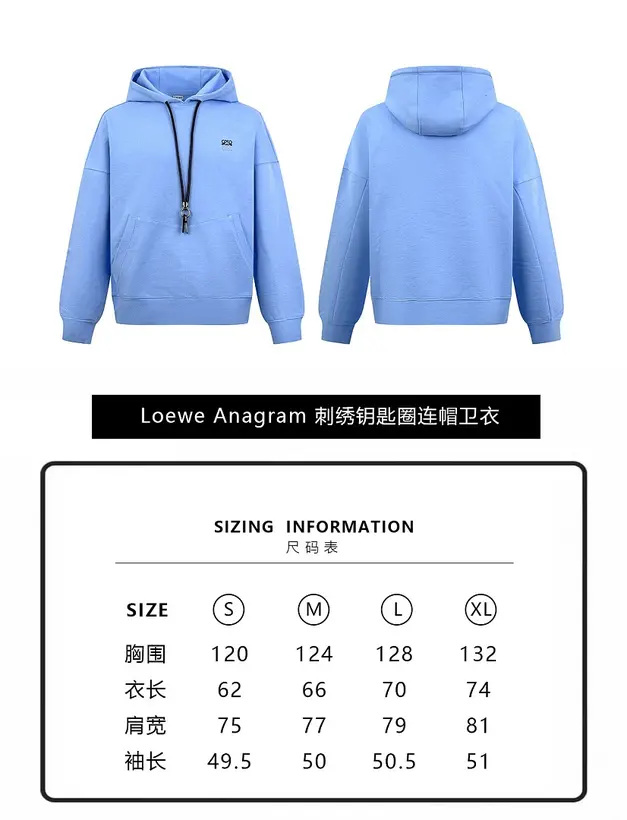 Loewe Anagram 刺绣钥匙圈连帽卫衣
SIZING INFORMATION
尺码表
SIZE S M L XL
胸围 120 124 128 132
衣长 62 66 70 74
肩宽 75 77 79 81
袖长 49.5 50 50.5 51